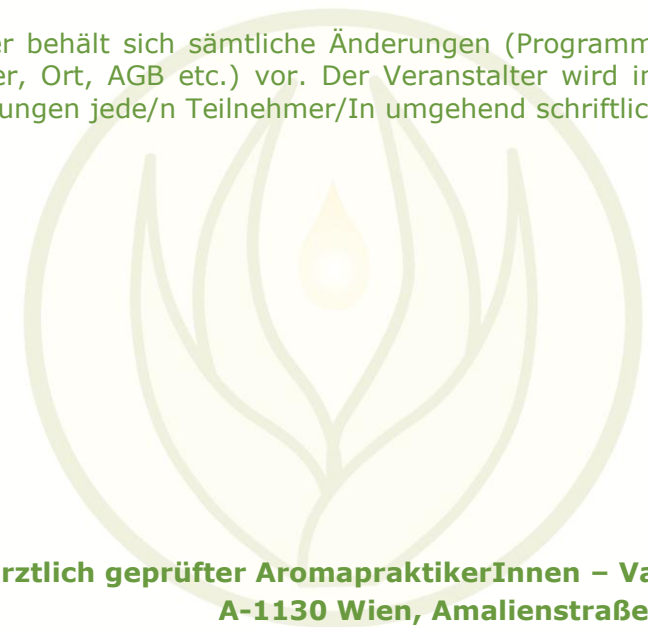 er behält sich sämtliche Änderungen (Programm
er, Ort, AGB etc.) vor. Der Veranstalter wird in
ungen jede/n Teilnehmer/In umgehend schriftlic
rztlich geprüfter AromapraktikerInnen – Va
A-1130 Wien, Amalienstraße